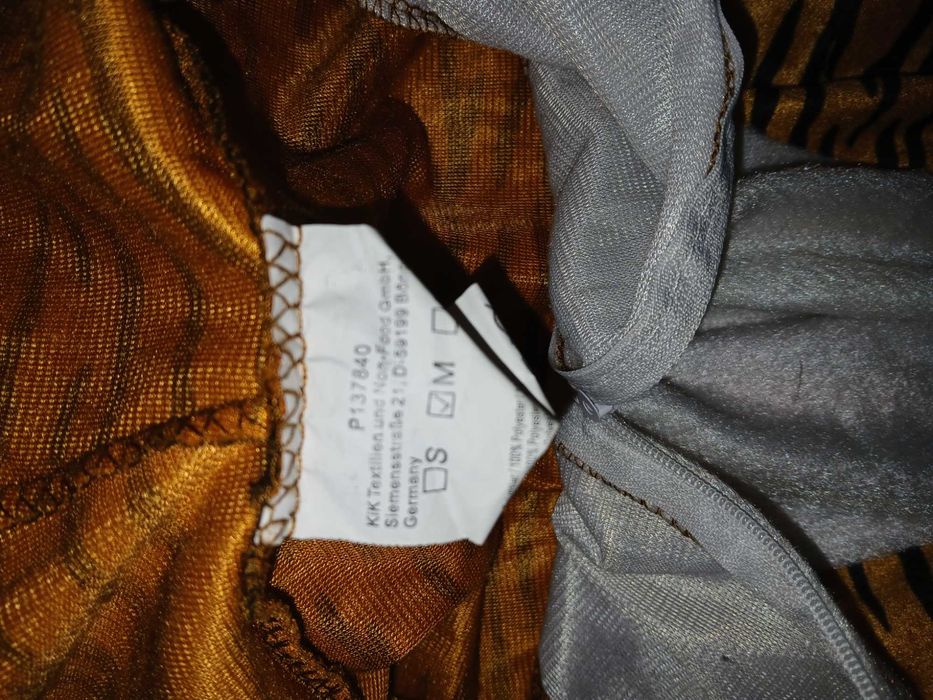 P137840
KiK Textilien und Non-Food GmbH,
Siemensstraße 21, D-59199
Germany
S M
/ 100% Polyester